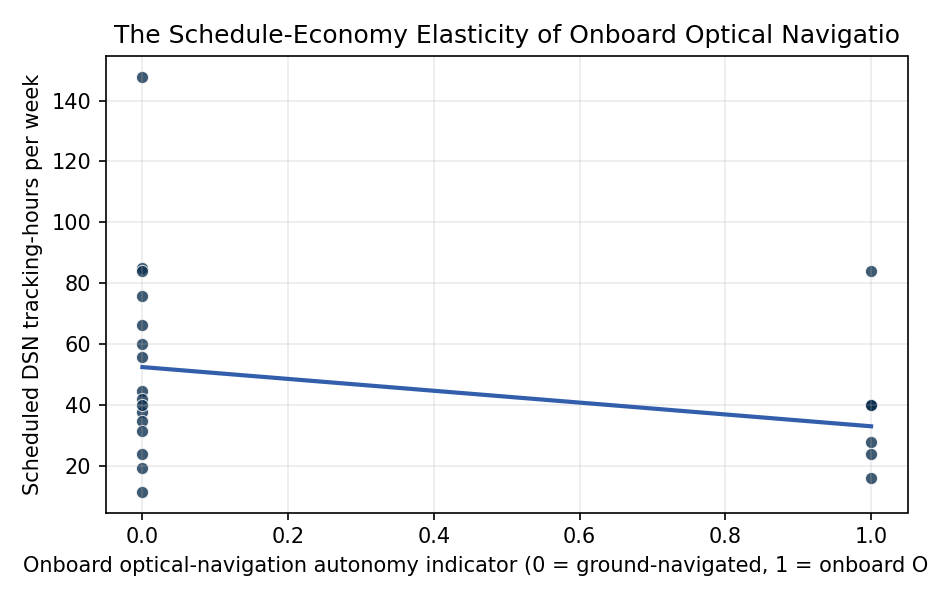 The Schedule-Economy Elasticity of Onboard Optical Navigatio
Scheduled DSN tracking-hours per week
140
120
100
80
60
40
20
0.0 0.2 0.4 0.6 0.8 1.0
Onboard optical-navigation autonomy indicator (0 = ground-navigated, 1 = onboard O